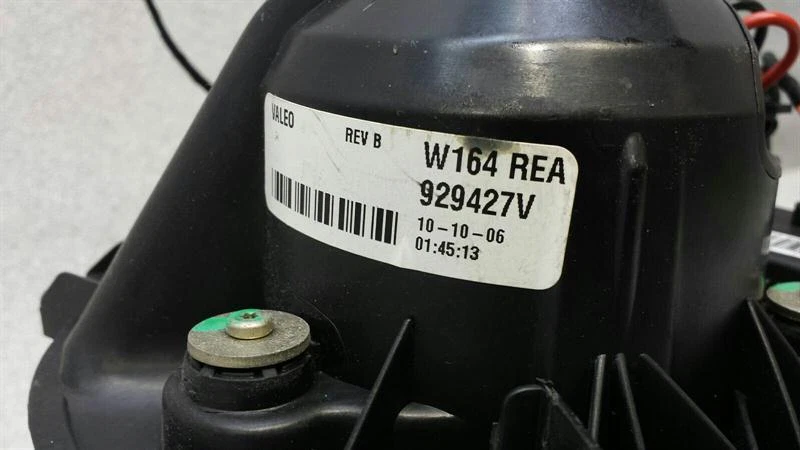 VALEO
REV B
W164 REA
929427V
10-10-06
01:45:13